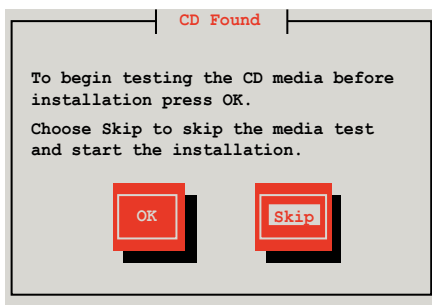 CD Found
To begin testing the CD media before
installation press OK.
Choose Skip to skip the media test
and start the installation.
OK
Skip